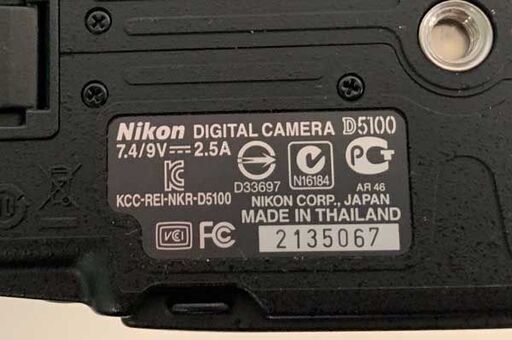 Nikon DIGITAL CAMERA D5100
7.4/9V 2.5A
D33697
N16184
PG
AR 46
KCC-REI-NKR-D5100
NIKON CORP., JAPAN
MADE IN THAILAND
VCI FC 2135067